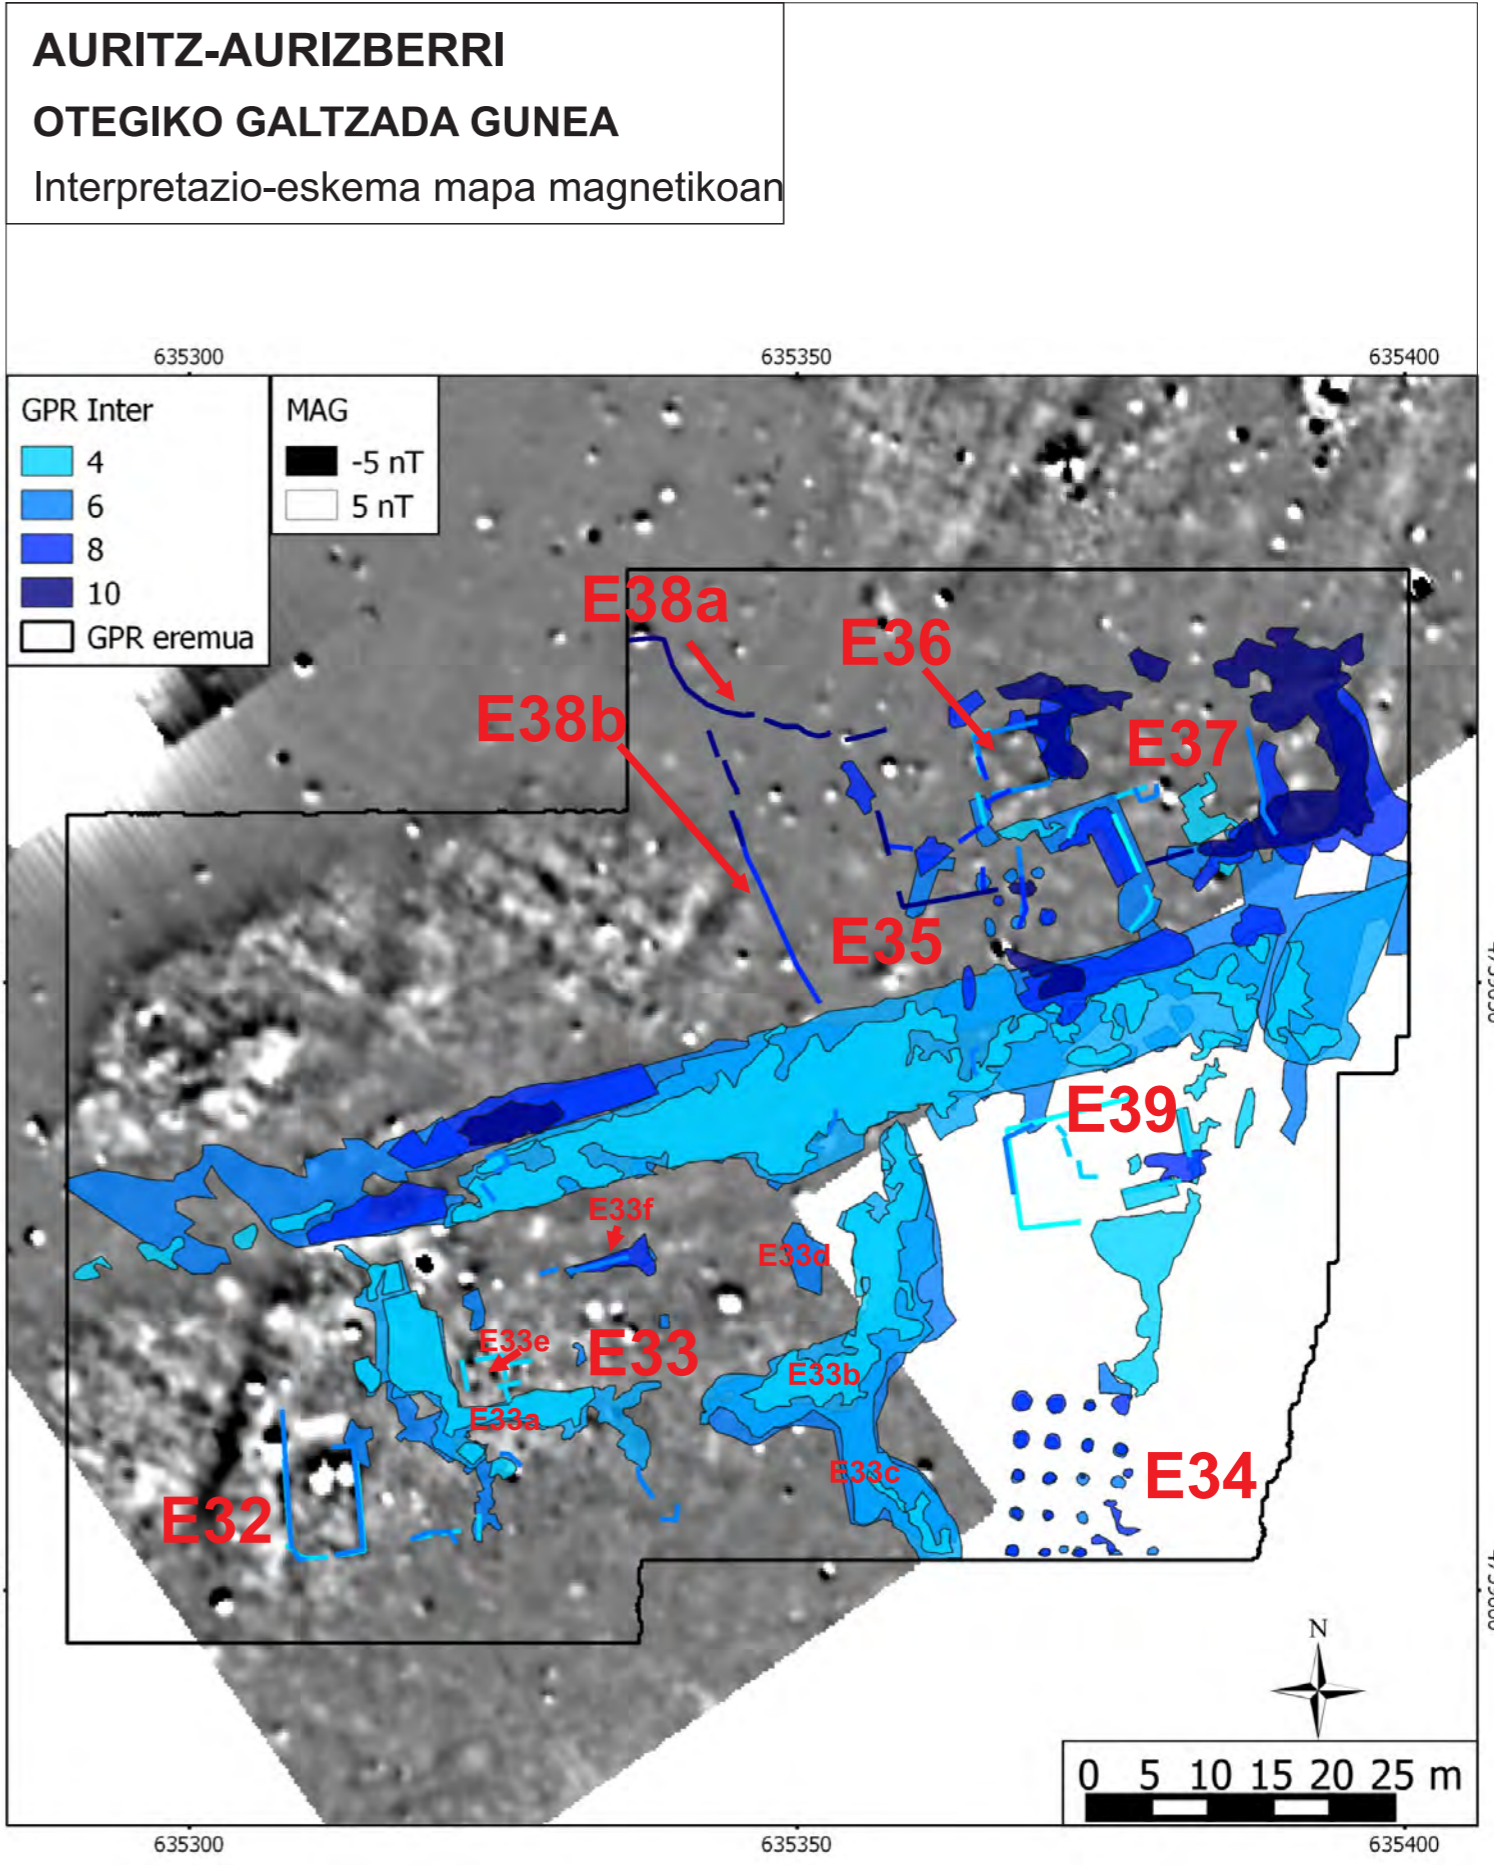 AURITZ-AURIZBERRI
OTEGIKO GALTZADA GUNEA
Interpretazio-eskema mapa magnetikoan
635300 635350 635400
GPR Inter
4
6
8
10
GPR eremua
MAG
-5 nT
5 nT
E38a
E36
E38b
E37
E35
E39
E33f
E33d
E33e
E33
E33b
E33a
E33c
E34
E32
N
0 5 10 15 20 25 m
635300 635350 635400